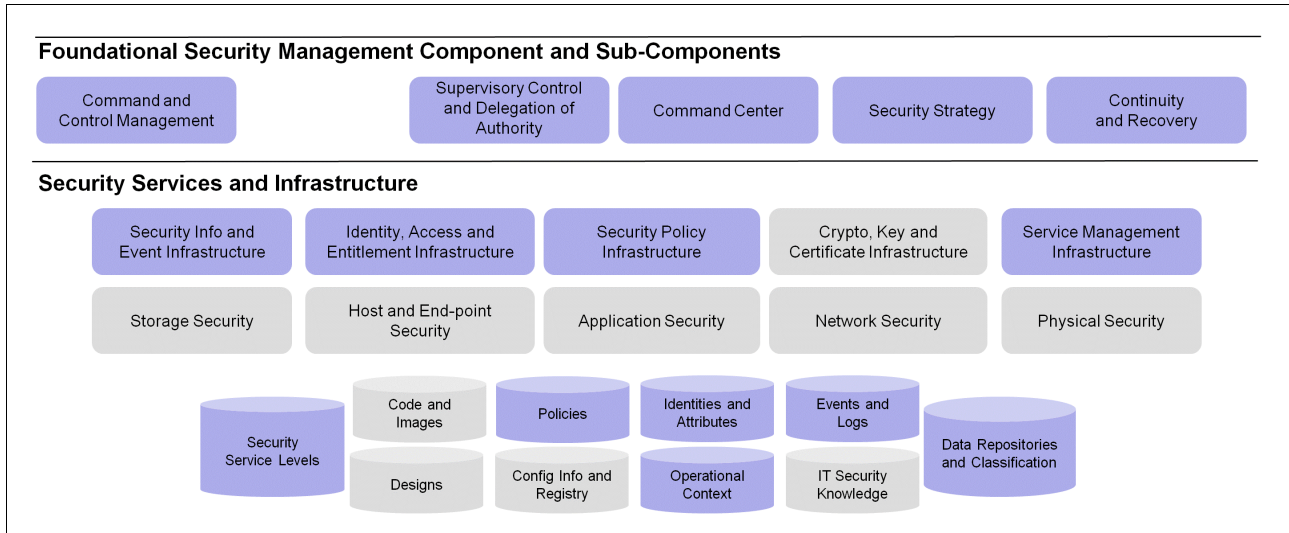 Foundational Security Management Component and Sub-Components
Command and
Control Management
Supervisory Control
and Delegation of
Authority
Command Center
Security Strategy
Continuity
and Recovery
Security Services and Infrastructure
Security Info and
Event Infrastructure
Identity, Access and
Entitlement Infrastructure
Security Policy
Infrastructure
Crypto, Key and
Certificate Infrastructure
Service Management
Infrastructure
Storage Security
Host and End-point
Security
Application Security
Network Security
Physical Security
Security
Service Levels
Code and
Images
Policies
Identities and
Attributes
Events and
Logs
Data Repositories
and Classification
Designs
Config Info and
Registry
Operational
Context
IT Security
Knowledge